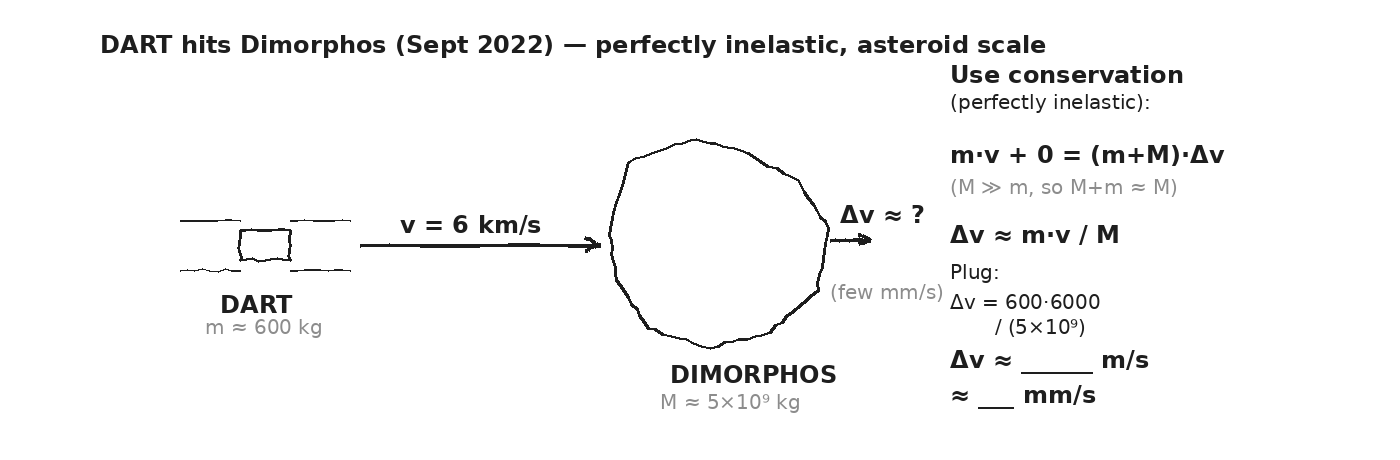 DART hits Dimorphos (Sept 2022) — perfectly inelastic, asteroid scale
v = 6 km/s
DART
m ≈ 600 kg
Δv ≈ ?
(few mm/s)
DIMORPHOS
M ≈ 5×10⁹ kg
Use conservation
(perfectly inelastic):
m·v + 0 = (m+M)·Δv
(M ≫ m, so M+m ≈ M)
Δv ≈ m·v / M
Plug:
Δv = 600·6000
/ (5×10⁹)
Δv ≈ ______ m/s
≈ ___ mm/s